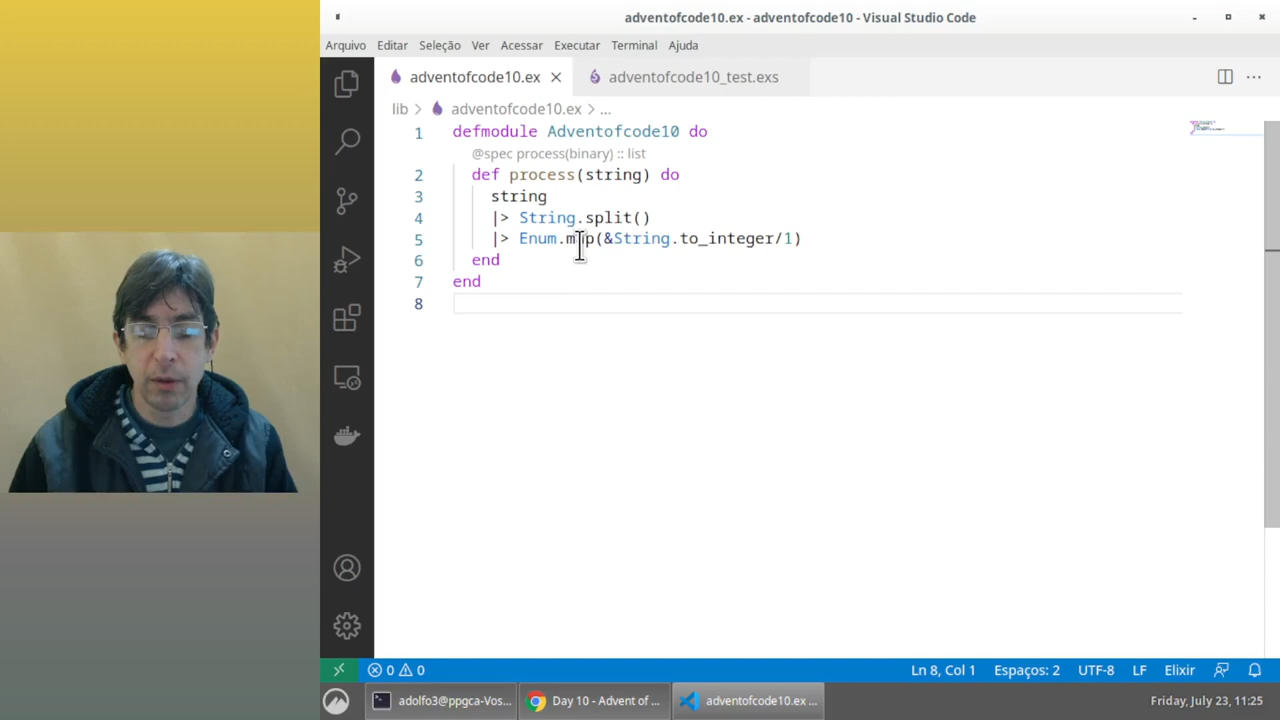 adventofcode10.ex - adventofcode10 - Visual Studio Code
Arquivo Editar Seleção Ver Acessar Executar Terminal Ajuda
adventofcode10.ex adventofcode10_test.exs
lib > adventofcode10.ex > ...
1 defmodule Adventofcode10 do
@spec process(binary) :: list
2 def process(string) do
3 string
4 |> String.split()
5 |> Enum.map(&String.to_integer/1)
6 end
7 end
8
0 0 Ln 8, Col 1 Espaços: 2 UTF-8 LF Elixir
adolfo3@ppgca-Vos... Day 10 - Advent of ... adventofcode10.ex ... Friday, July 23, 11:25